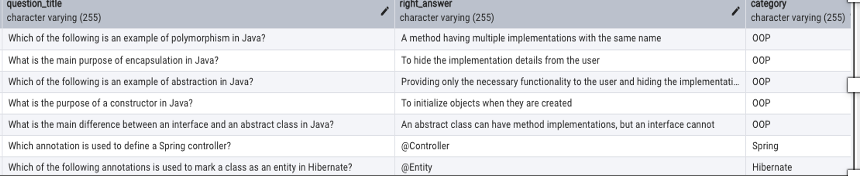 question_title right_answer category
character varying (255) character varying (255) character varying (255)
Which of the following is an example of polymorphism in Java? A method having multiple implementations with the same name OOP
What is the main purpose of encapsulation in Java? To hide the implementation details from the user OOP
Which of the following is an example of abstraction in Java? Providing only the necessary functionality to the user and hiding the implementati... OOP
What is the purpose of a constructor in Java? To initialize objects when they are created OOP
What is the main difference between an interface and an abstract class in Java? An abstract class can have method implementations, but an interface cannot OOP
Which annotation is used to define a Spring controller? @Controller Spring
Which of the following annotations is used to mark a class as an entity in Hibernate? @Entity Hibernate